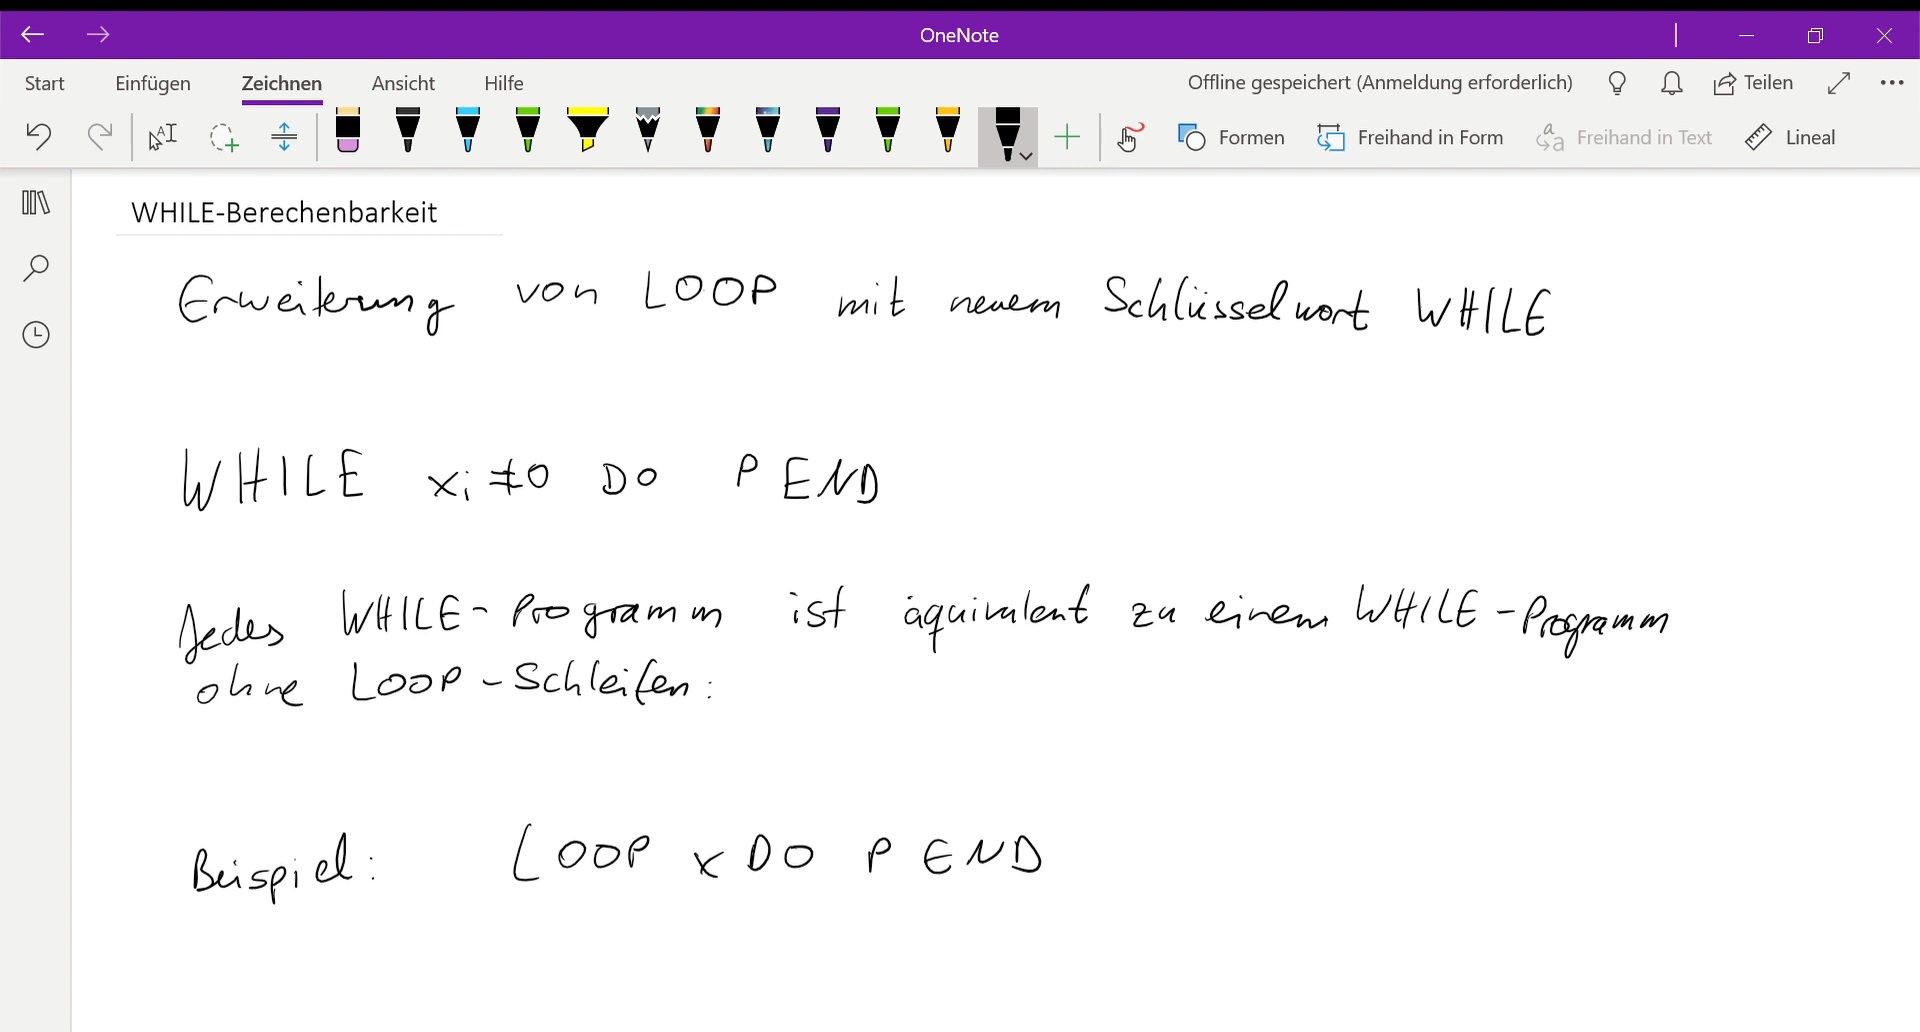 OneNote
Start Einfügen Zeichnen Ansicht Hilfe Offline gespeichert (Anmeldung erforderlich) Teilen
Formen Freihand in Form Freihand in Text Lineal
WHILE-Berechenbarkeit
Erweiterung von LOOP mit neuem Schlüsselwort WHILE
WHILE xi≠0 DO P END
Jedes WHILE-Programm ist äquivalent zu einem WHILE-Programm
ohne LOOP-Schleifen:
Beispiel: LOOP x DO P END